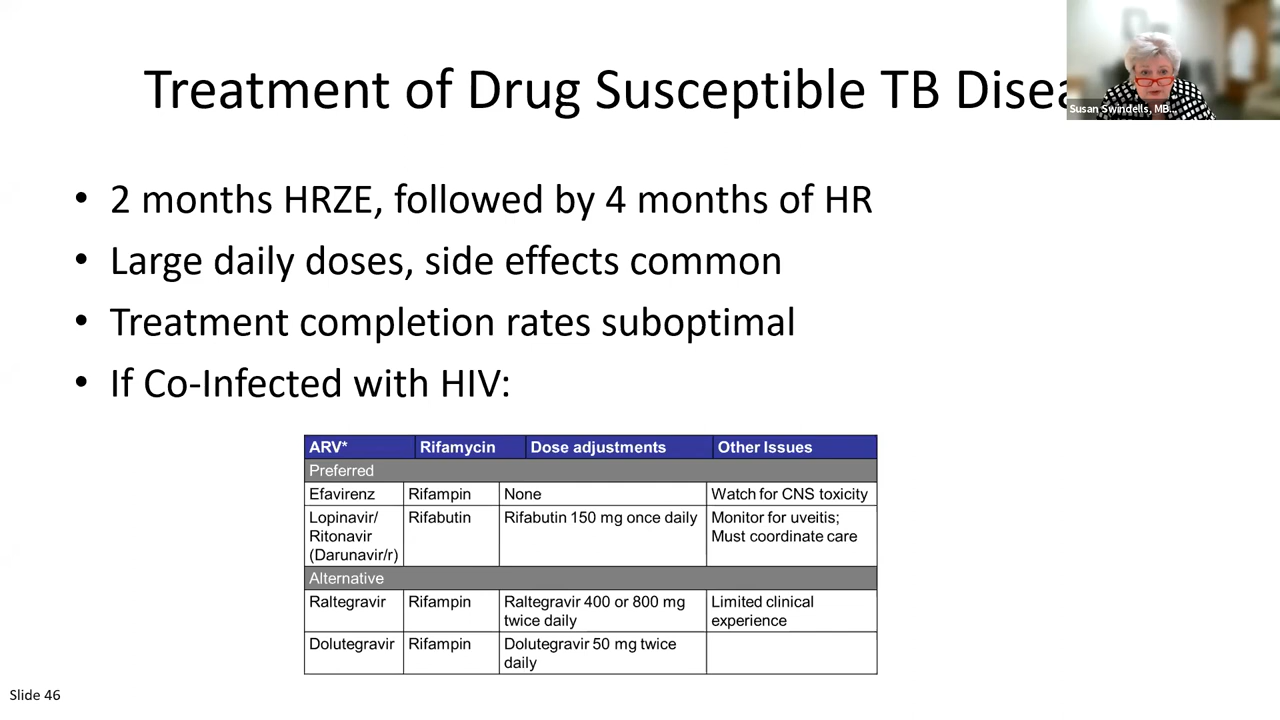 Treatment of Drug Susceptible TB
Susan Swindells, MB...
• 2 months HRZE, followed by 4 months of HR
• Large daily doses, side effects common
• Treatment completion rates suboptimal
• If Co-Infected with HIV:
ARV* Rifamycin Dose adjustments Other Issues
Preferred
Efavirenz Rifampin None Watch for CNS toxicity
Lopinavir/ Rifabutin Rifabutin 150 mg once daily Monitor for uveitis;
Ritonavir Must coordinate care
(Darunavir/r)
Alternative
Raltegravir Rifampin Raltegravir 400 or 800 mg Limited clinical
twice daily experience
Dolutegravir Rifampin Dolutegravir 50 mg twice
daily
Slide 46